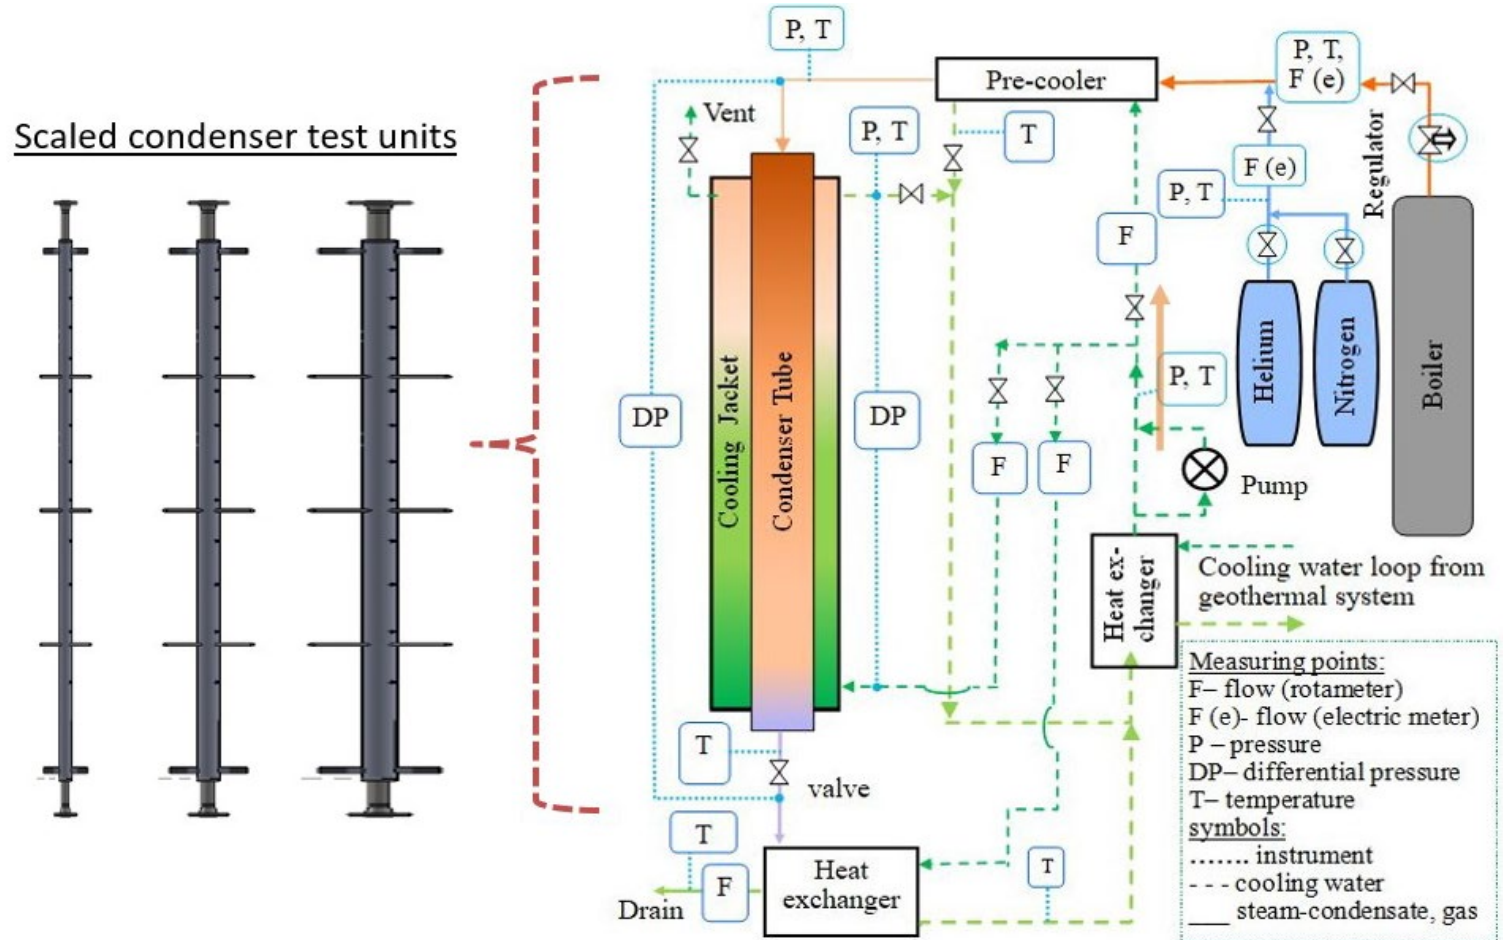 Scaled condenser test units
P, T
Pre-cooler
P, T,
F (e)
Vent
P, T
T
Regulator
F (e)
P, T
F
Cooling Jacket
Condenser Tube
DP
DP
P, T
Helium
Nitrogen
Boiler
F
F
Pump
Heat ex-
changer
Cooling water loop from
geothermal system
T
valve
T
F
Drain
Heat
exchanger
T
Measuring points:
F– flow (rotameter)
F (e)- flow (electric meter)
P – pressure
DP– differential pressure
T– temperature
symbols:
....... instrument
- - - cooling water
___ steam-condensate, gas